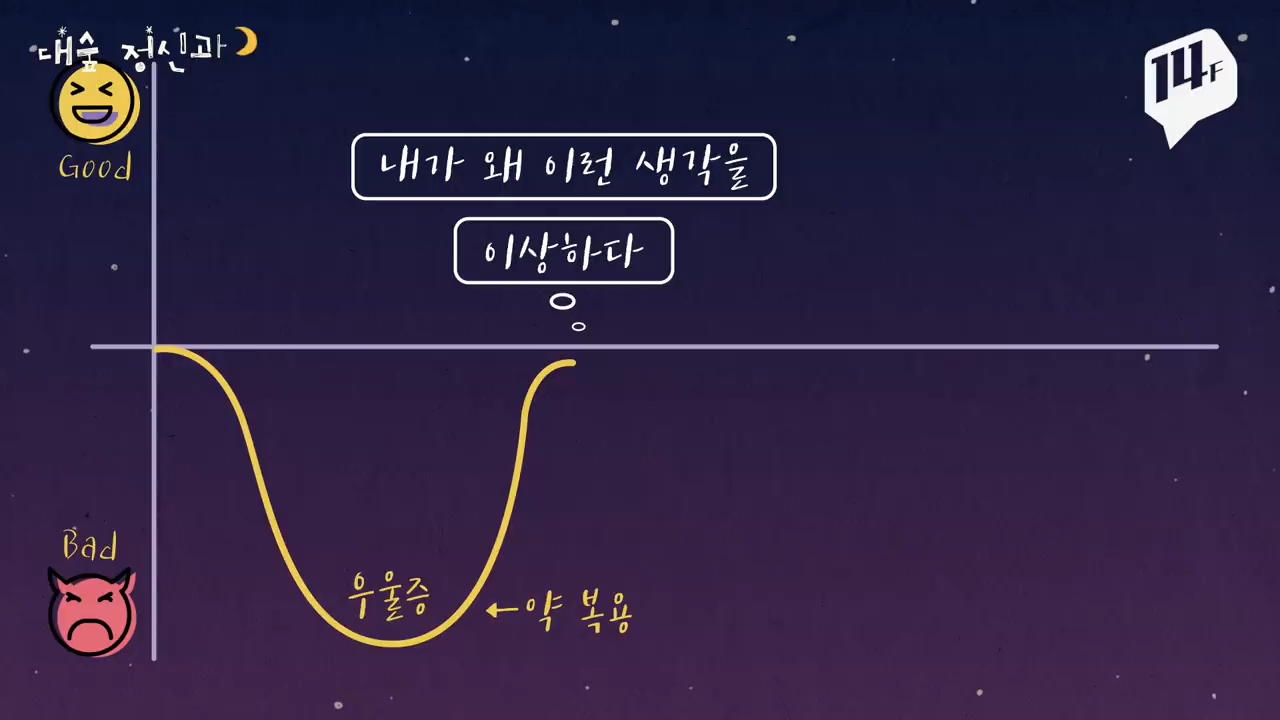 대숲 정신과
14F
Good
내가 왜 이런 생각을
이상하다
Bad
우울증
←약 복용